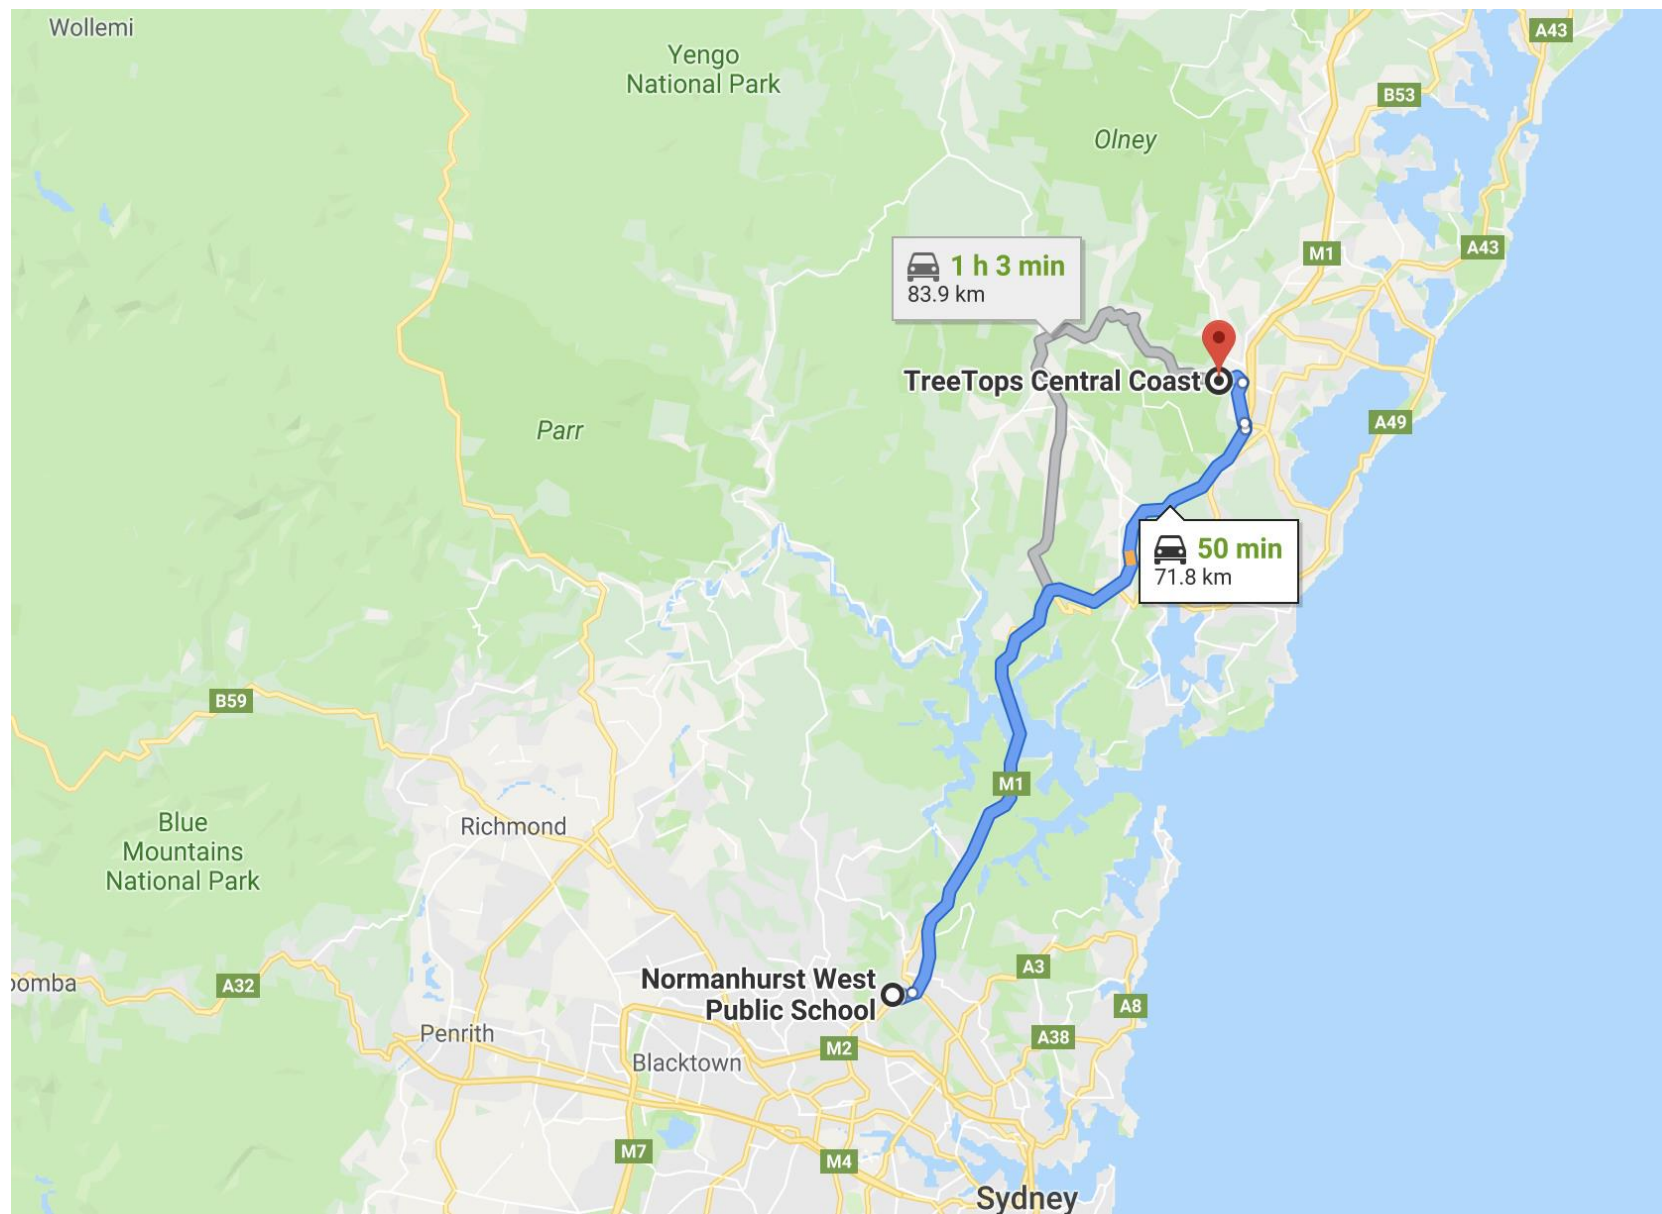 Wollemi
Yengo
National Park
A43
B53
Olney
A43
M1
1 h 3 min
83.9 km
TreeTops Central Coast
A49
Parr
50 min
71.8 km
B59
M1
Richmond
Blue
Mountains
National Park
Normanhurst West
Public School
A3
oomba
A32
A8
Penrith
A38
M2
Blacktown
M7
M4
Sydney